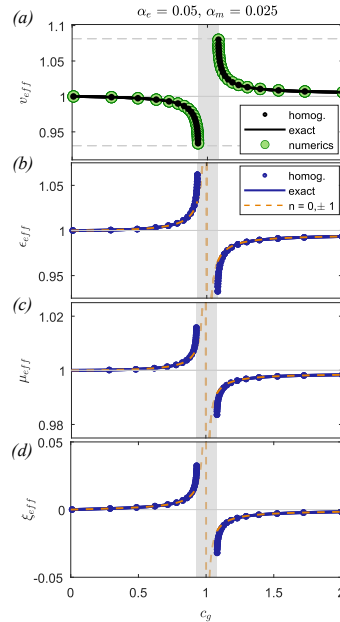 α_e = 0.05, α_m = 0.025
(a)
1.1
1
0.95
v_eff
homog.
exact
numerics
(b)
1.05
1
0.95
ϵ_eff
homog.
exact
n = 0,± 1
(c)
1.02
1
0.98
μ_eff
(d)
0.05
0
-0.05
ξ_eff
0
0.5
1
1.5
2
c_g